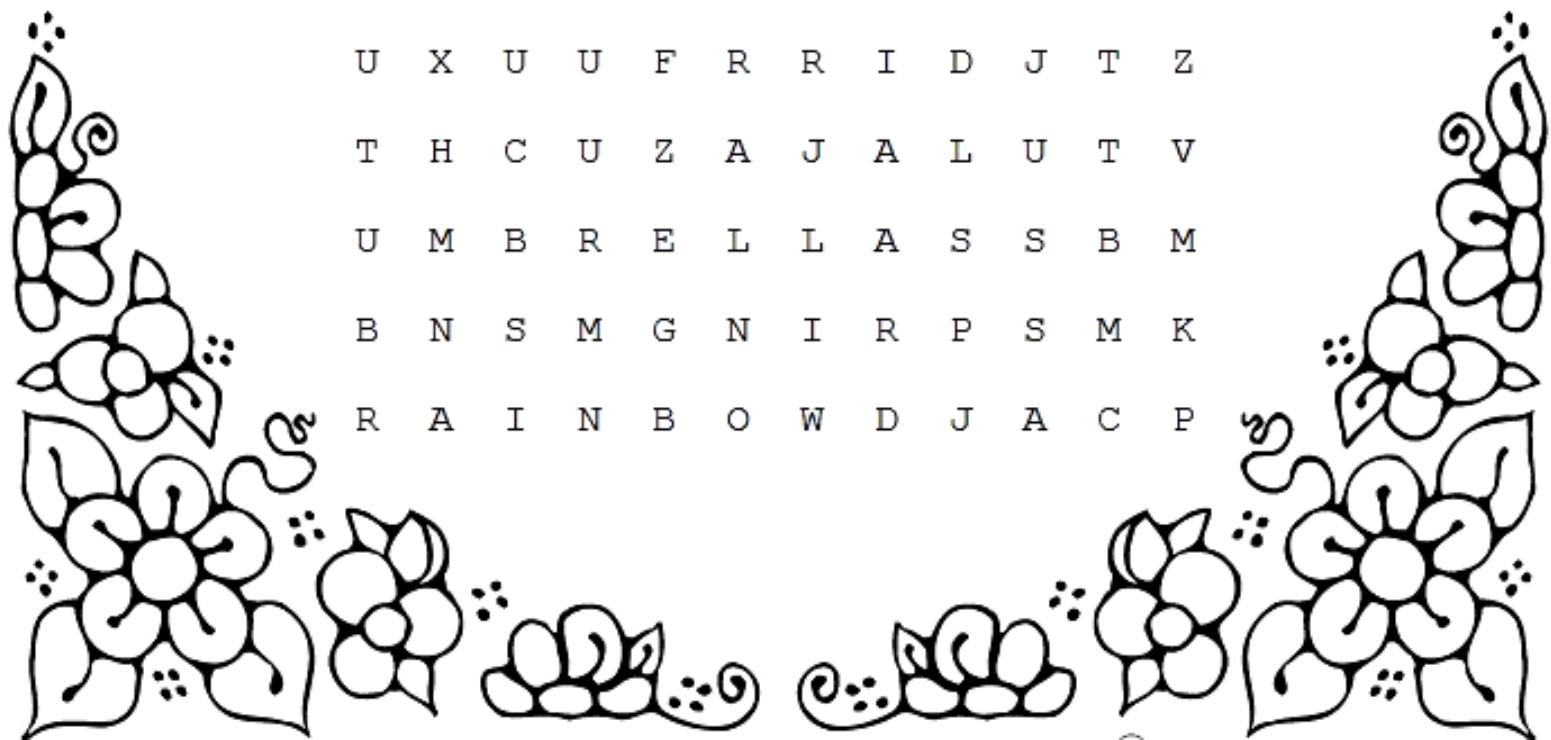 U X U U F R R I D J T Z
T H C U Z A J A L U T V
U M B R E L L A S S B M
B N S M G N I R P S M K
R A I N B O W D J A C P